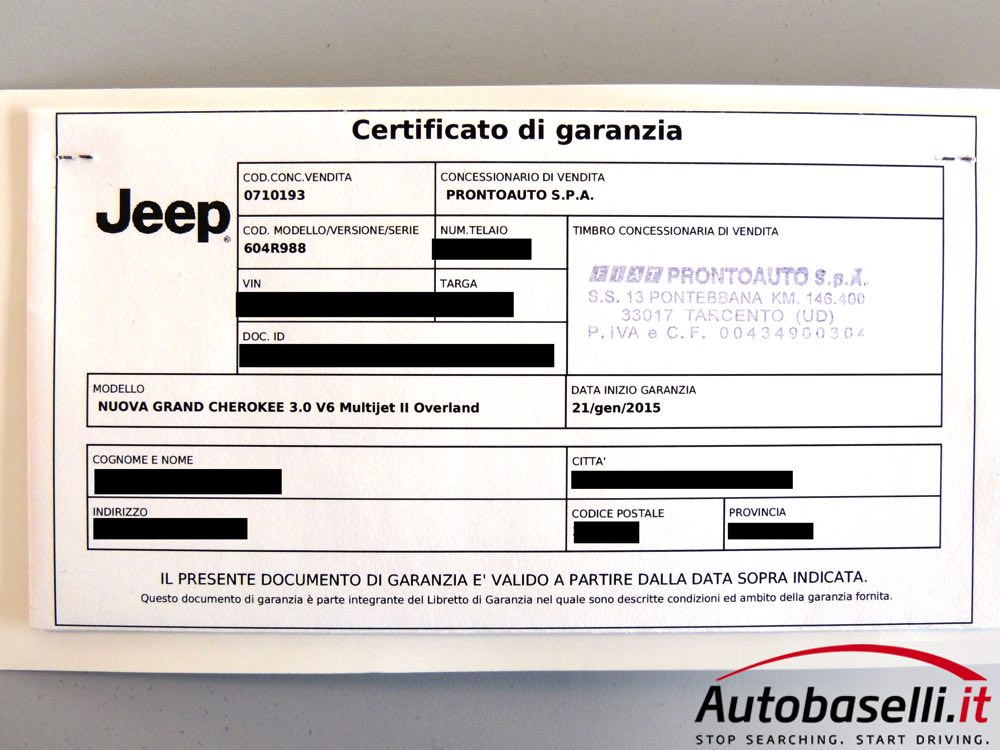 Certificato di garanzia
Jeep®
COD.CONC.VENDITA
0710193
CONCESSIONARIO DI VENDITA
PRONTOAUTO S.P.A.
COD. MODELLO/VERSIONE/SERIE
604R988
NUM.TELAIO
TIMBRO CONCESSIONARIA DI VENDITA
FIAT PRONTOAUTO S.p.A.
S.S. 13 PONTEBBANA KM. 146.400
33017 TARCENTO (UD)
P.IVA e C.F. 00434900304
VIN
TARGA
DOC. ID
MODELLO
NUOVA GRAND CHEROKEE 3.0 V6 Multijet II Overland
DATA INIZIO GARANZIA
21/gen/2015
COGNOME E NOME
CITTA'
INDIRIZZO
CODICE POSTALE
PROVINCIA
IL PRESENTE DOCUMENTO DI GARANZIA E' VALIDO A PARTIRE DALLA DATA SOPRA INDICATA.
Questo documento di garanzia è parte integrante del Libretto di Garanzia nel quale sono descritte condizioni ed ambito della garanzia fornita.
Autobaselli.it
STOP SEARCHING. START DRIVING.